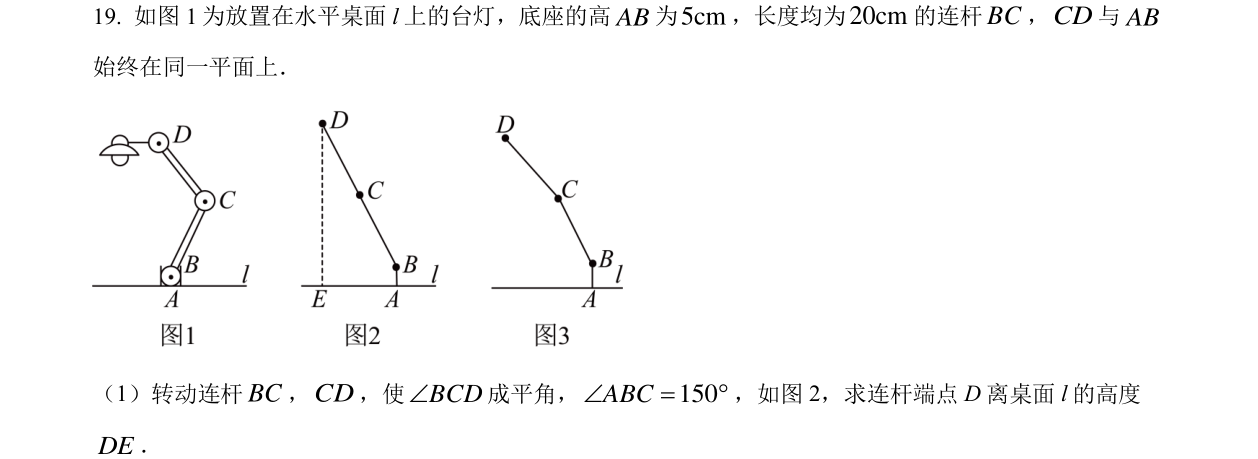 19. 如图 1 为放置在水平桌面 l 上的台灯，底座的高 AB 为 5cm，长度均为 20cm 的连杆 BC，CD 与 AB
始终在同一平面上．
D
C
B
l
A
图1
D
C
B
l
E
A
图2
D
C
B
l
A
图3
（1）转动连杆 BC，CD，使 ∠BCD 成平角，∠ABC = 150°，如图 2，求连杆端点 D 离桌面 l 的高度
DE．